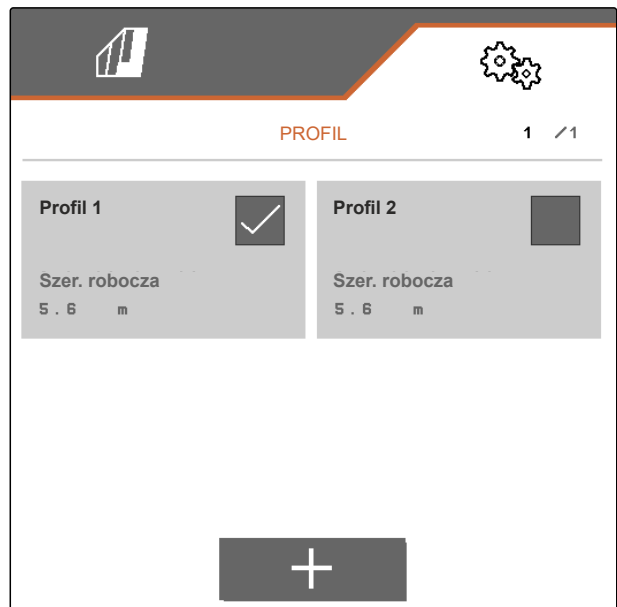 PROFIL 1 /1
Profil 1 Profil 2
Szer. robocza Szer. robocza
5.6 m 5.6 m
+